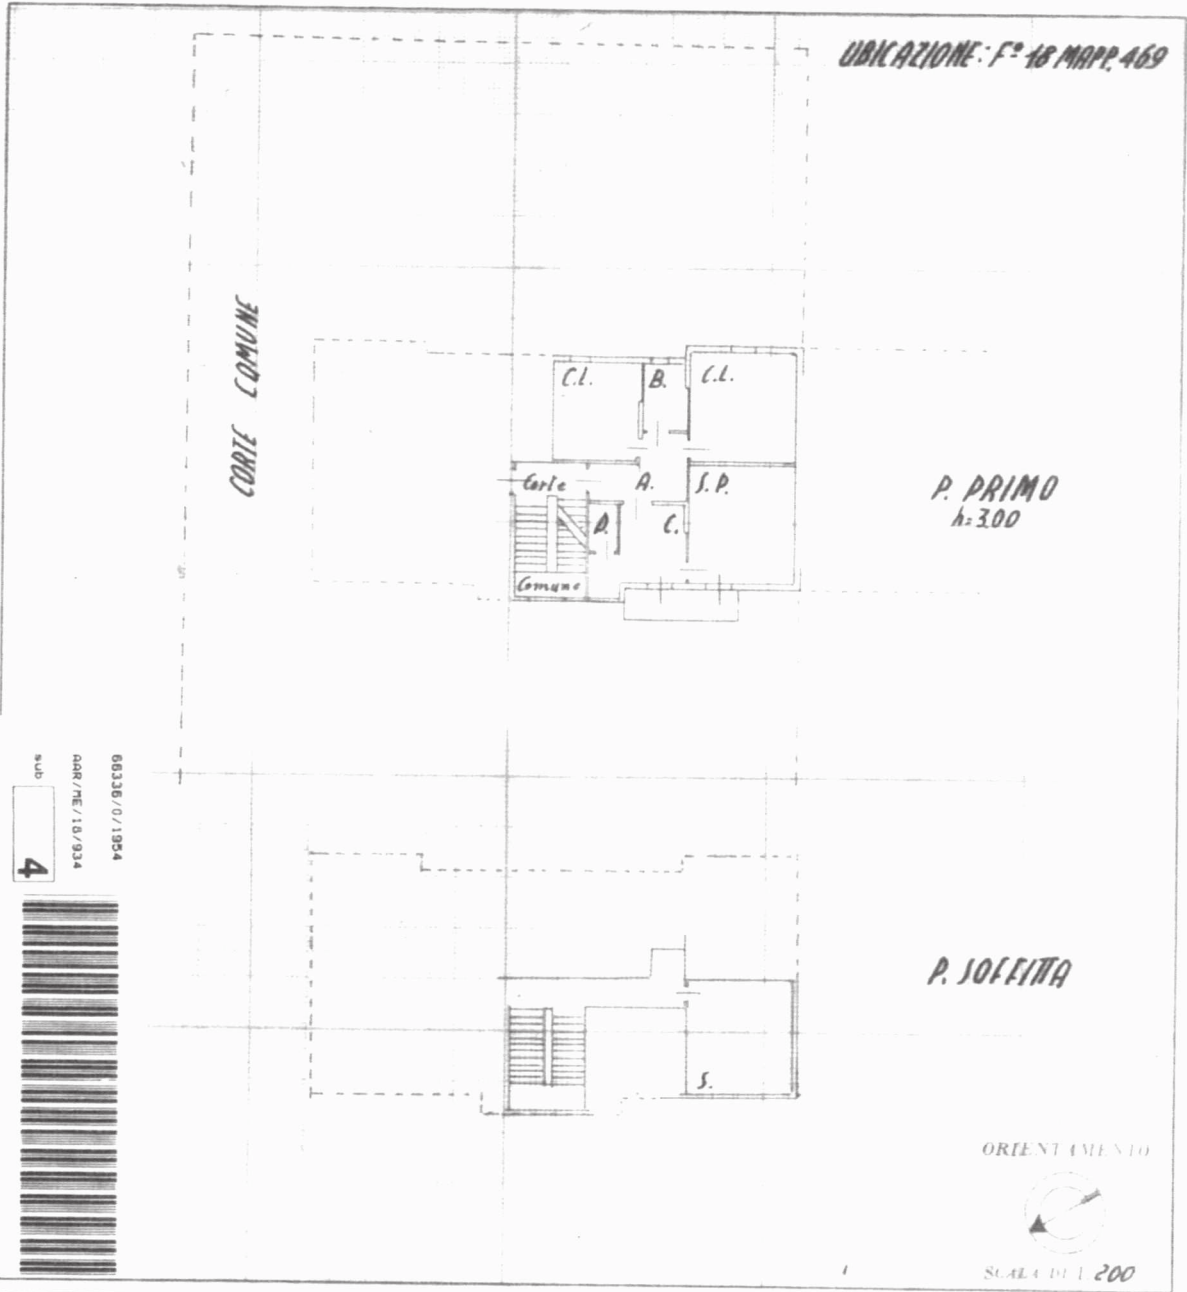 UBICAZIONE: F° 18 MAPP. 469
CORTE COMUNE
C.L.
B.
C.L.
Corte
A.
S.P.
D.
C.
Comune
P. PRIMO
h=3.00
66336/0/1954
AAR/ME/18/934
sub
4
P. SOFFITTA
S.
ORIENTAMENTO
SCALA DI 1: 200